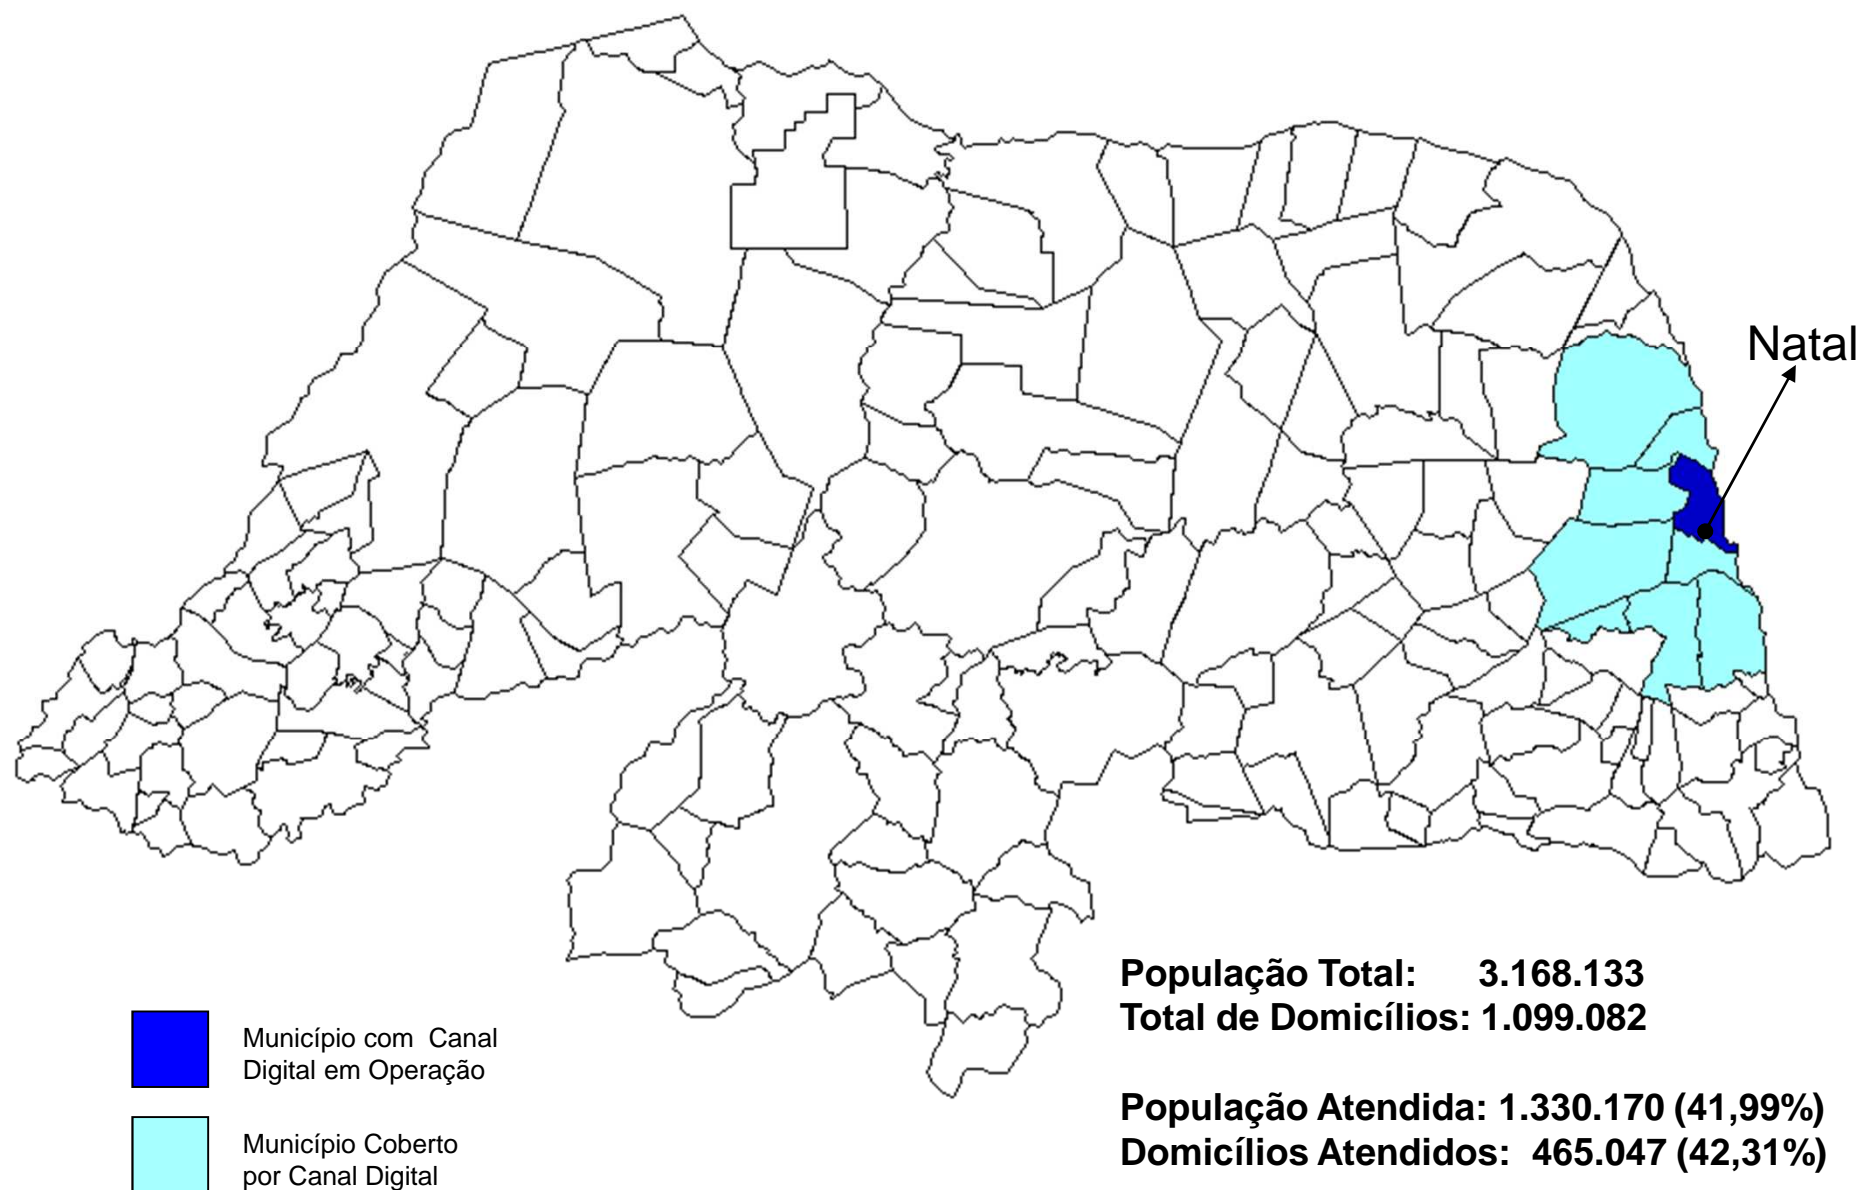 Natal
População Total: 3.168.133
Total de Domicílios: 1.099.082
Município com Canal
Digital em Operação
População Atendida: 1.330.170 (41,99%)
Domicílios Atendidos: 465.047 (42,31%)
Município Coberto
por Canal Digital